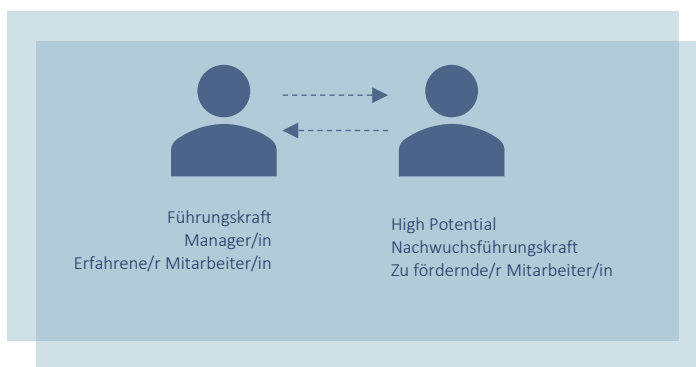 Führungskraft
Manager/in
Erfahrene/r Mitarbeiter/in
High Potential
Nachwuchsführungskraft
Zu fördernde/r Mitarbeiter/in